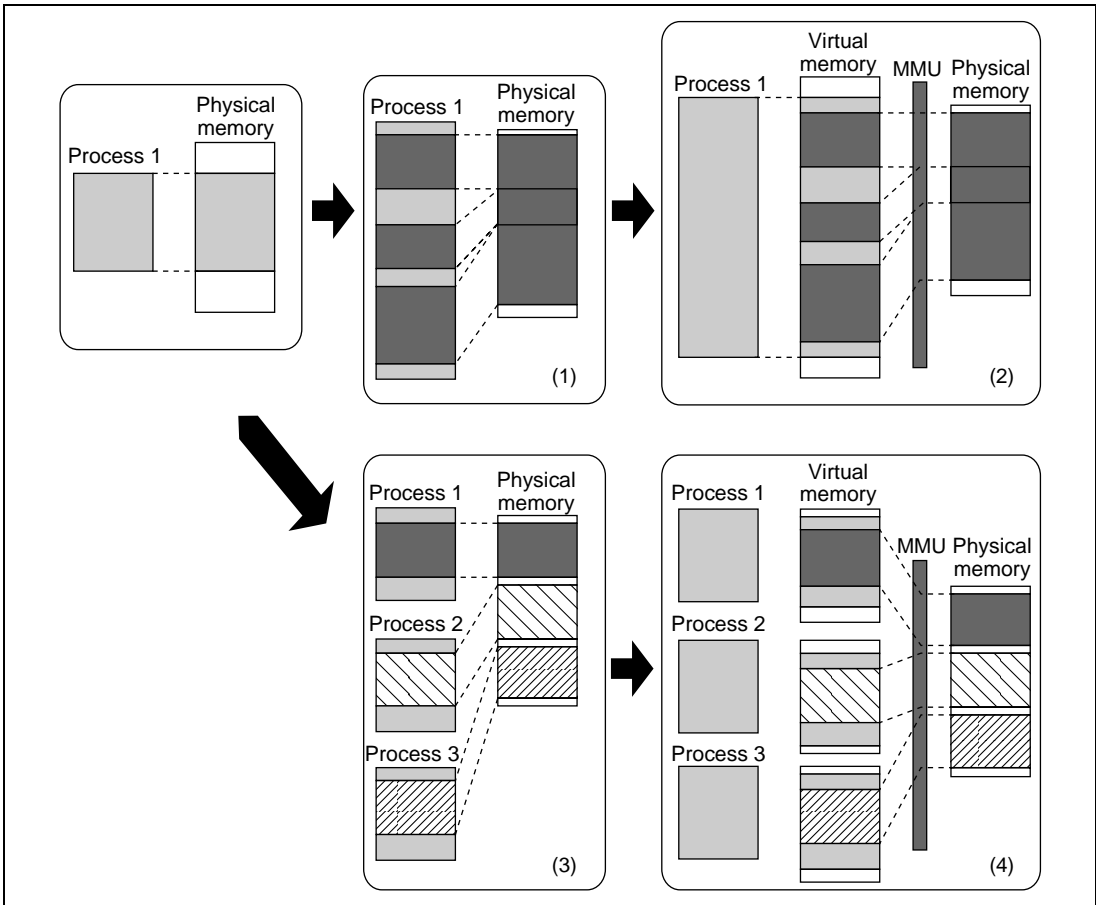 Process 1
Physical
memory
Process 1
Physical
memory
(1)
Process 1
Virtual
memory
MMU
Physical
memory
(2)
Process 1
Physical
memory
Process 2
Process 3
(3)
Process 1
Virtual
memory
MMU
Physical
memory
Process 2
Process 3
(4)